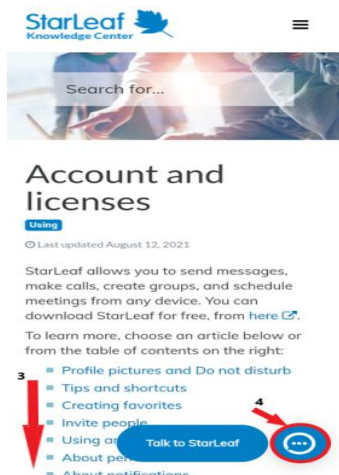 StarLeaf
Knowledge Center
Search for...
Account and
licenses
Using
Last updated August 12, 2021
StarLeaf allows you to send messages,
make calls, create groups, and schedule
meetings from any device. You can
download StarLeaf for free, from here.
To learn more, choose an article below or
from the table of contents on the right:
3
Profile pictures and Do not disturb
Tips and shortcuts
Creating favorites
4
Invite people
Using
Talk to StarLeaf
About
About notifications